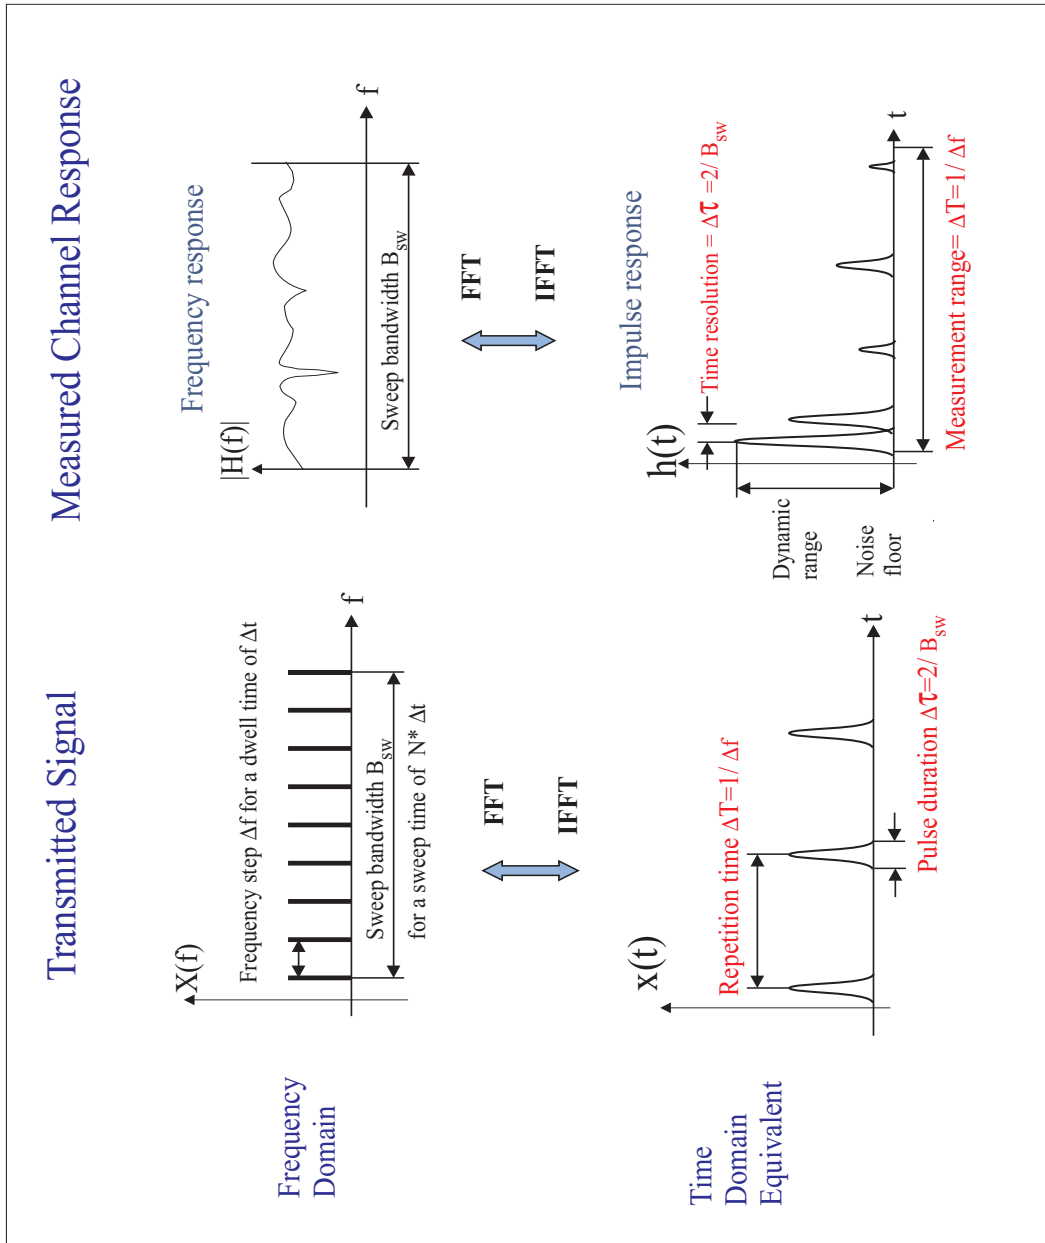 Transmitted Signal
Measured Channel Response
Frequency
Domain
X(f)
Frequency step Δf for a dwell time of Δt
f
Sweep bandwidth B_sw
for a sweep time of N* Δt
Frequency response
|H(f)|
f
Sweep bandwidth B_sw
FFT
IFFT
FFT
IFFT
Time
Domain
Equivalent
x(t)
Repetition time ΔT=1/ Δf
t
Pulse duration Δτ=2/ B_sw
Impulse response
h(t)
Time resolution = Δτ =2/ B_sw
t
Dynamic
range
Noise
floor
Measurement range= ΔT=1/ Δf